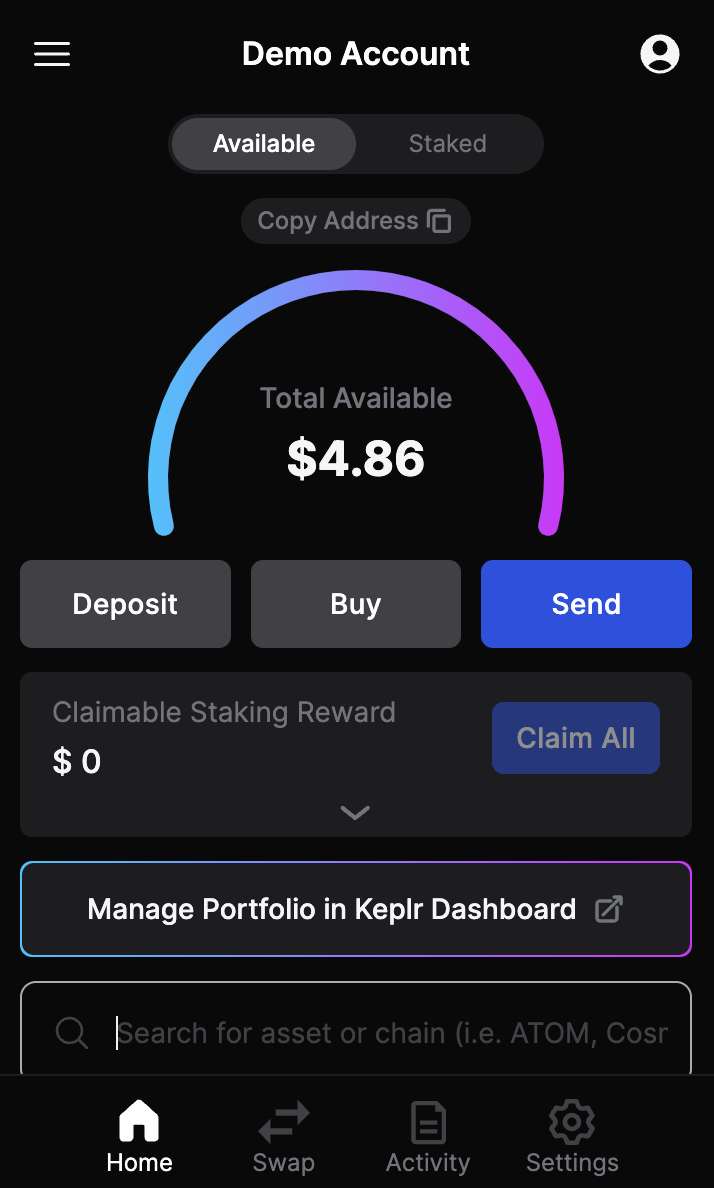 Demo Account
Available
Staked
Copy Address
Total Available
$4.86
Deposit
Buy
Send
Claimable Staking Reward
$ 0
Claim All
Manage Portfolio in Keplr Dashboard
Search for asset or chain (i.e. ATOM, Cosr
Home
Swap
Activity
Settings